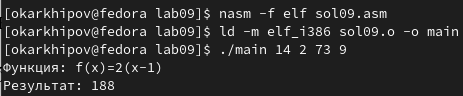 [okarkhipov@fedora lab09]$ nasm -f elf sol09.asm
[okarkhipov@fedora lab09]$ ld -m elf_i386 sol09.o -o main
[okarkhipov@fedora lab09]$ ./main 14 2 73 9
Функция: f(x)=2(x-1)
Результат: 188